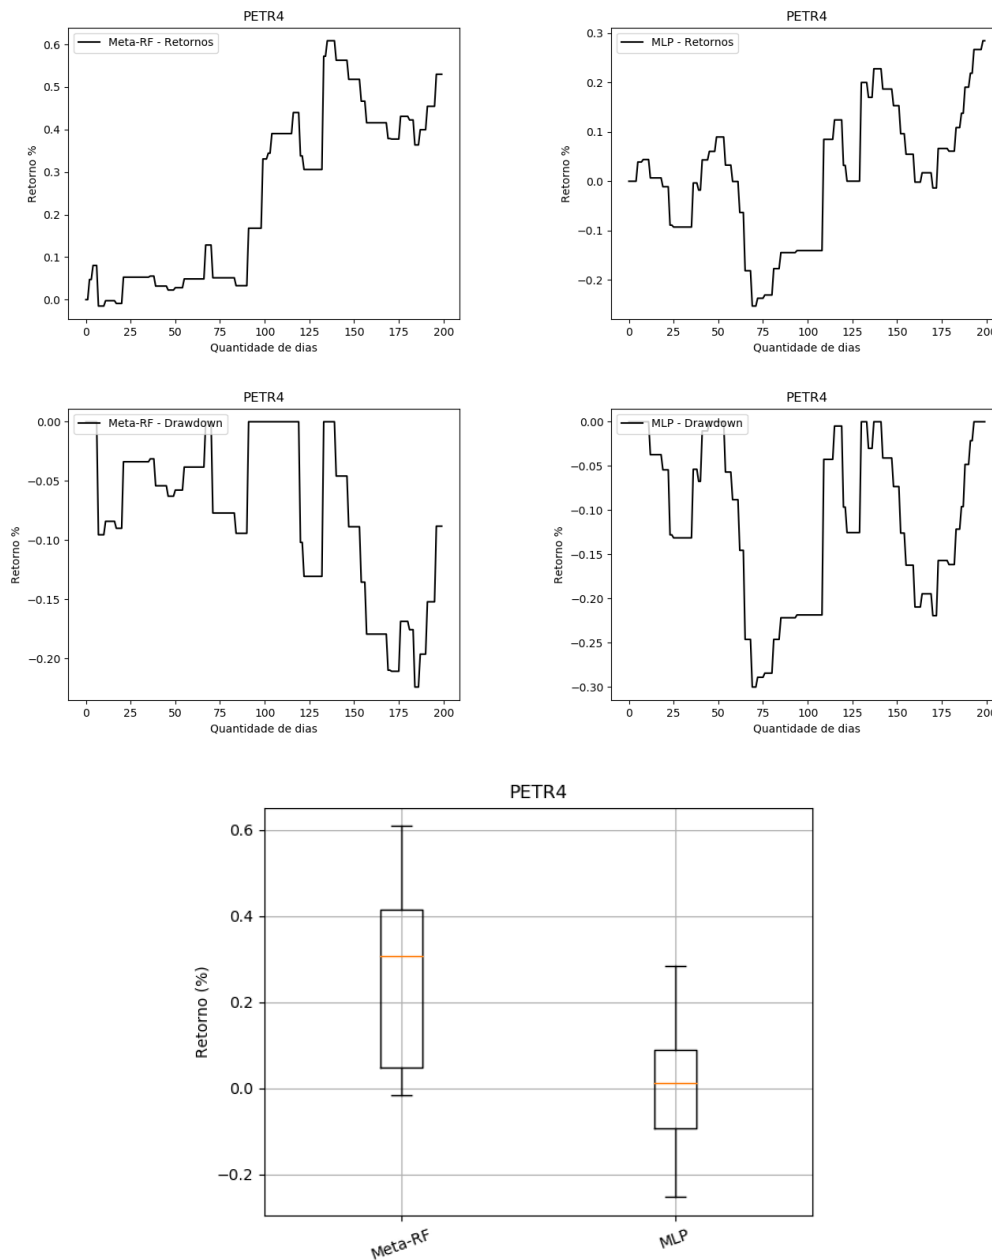 PETR4
Meta-RF - Retornos
Retorno %
0.6
0.5
0.4
0.3
0.2
0.1
0.0
0 25 50 75 100 125 150 175 200
Quantidade de dias
PETR4
MLP - Retornos
Retorno %
0.3
0.2
0.1
0.0
−0.1
−0.2
0 25 50 75 100 125 150 175 200
Quantidade de dias
PETR4
Meta-RF - Drawdown
Retorno %
0.00
−0.05
−0.10
−0.15
−0.20
0 25 50 75 100 125 150 175 200
Quantidade de dias
PETR4
MLP - Drawdown
Retorno %
0.00
−0.05
−0.10
−0.15
−0.20
−0.25
−0.30
0 25 50 75 100 125 150 175 200
Quantidade de dias
PETR4
Retorno (%)
0.6
0.4
0.2
0.0
−0.2
Meta-RF
MLP